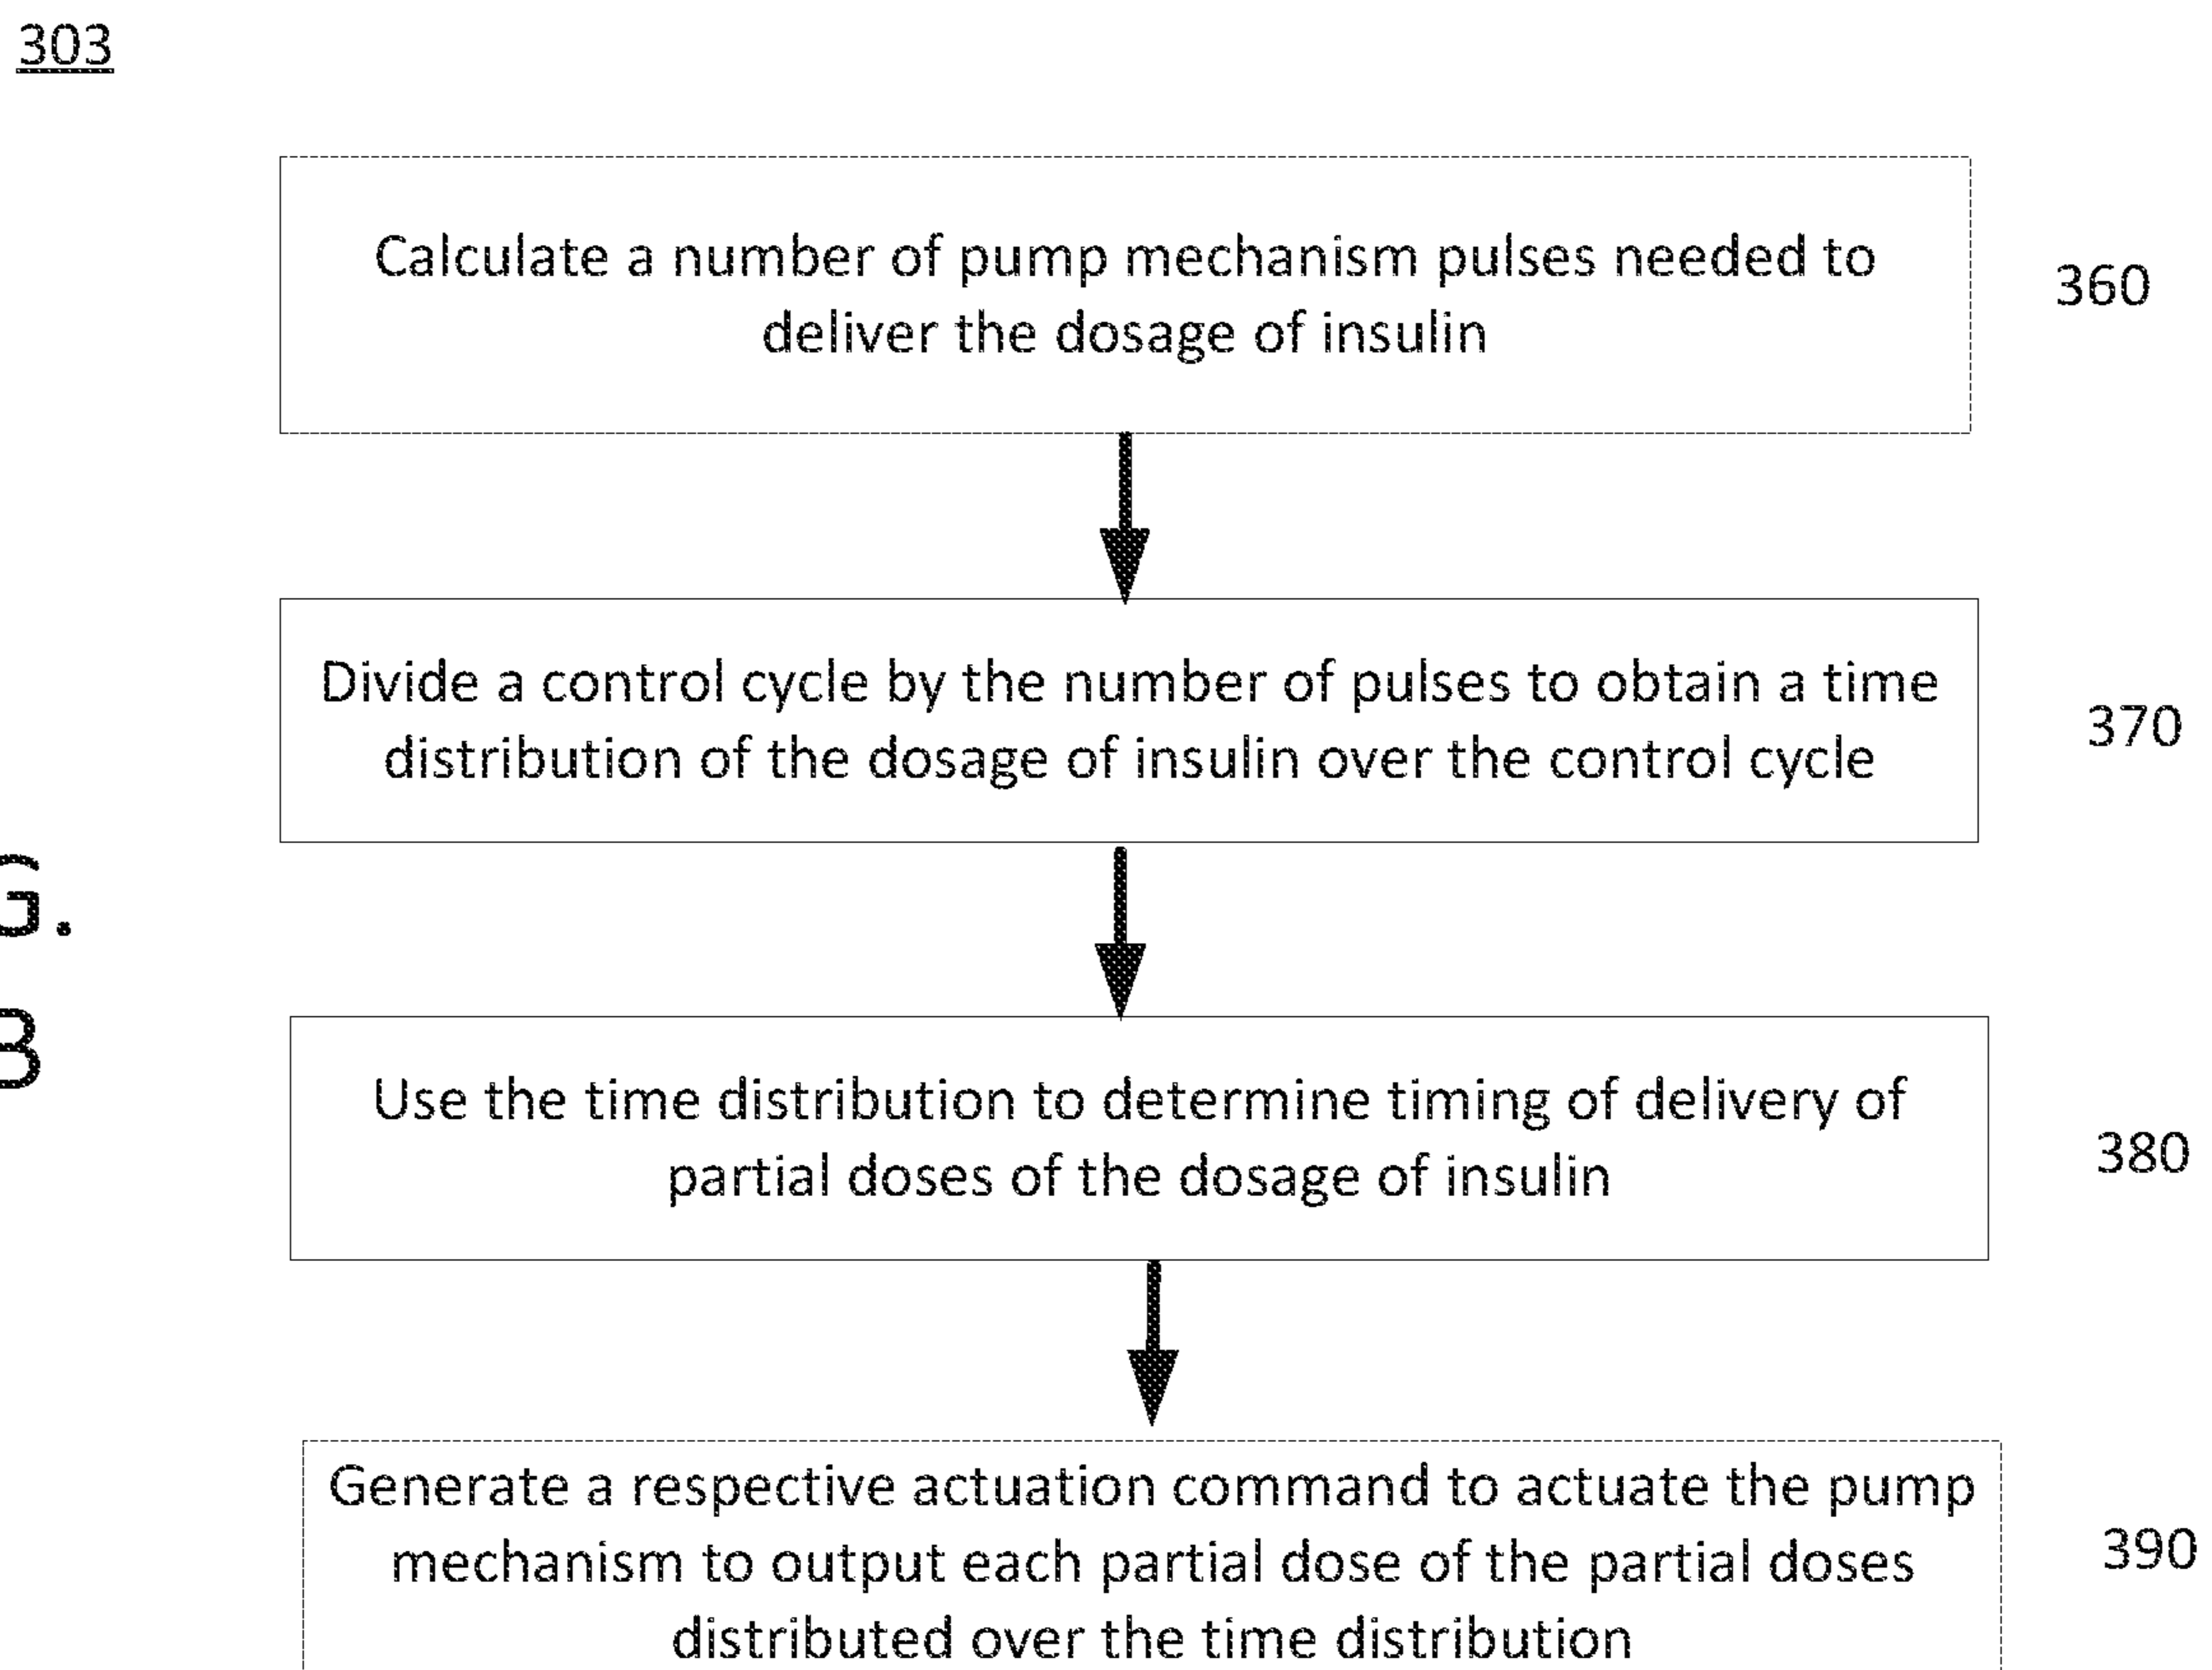 303
Calculate a number of pump mechanism pulses needed to
deliver the dosage of insulin
360
Divide a control cycle by the number of pulses to obtain a time
distribution of the dosage of insulin over the control cycle
370
G.
B
Use the time distribution to determine timing of delivery of
partial doses of the dosage of insulin
380
Generate a respective actuation command to actuate the pump
mechanism to output each partial dose of the partial doses
distributed over the time distribution
390